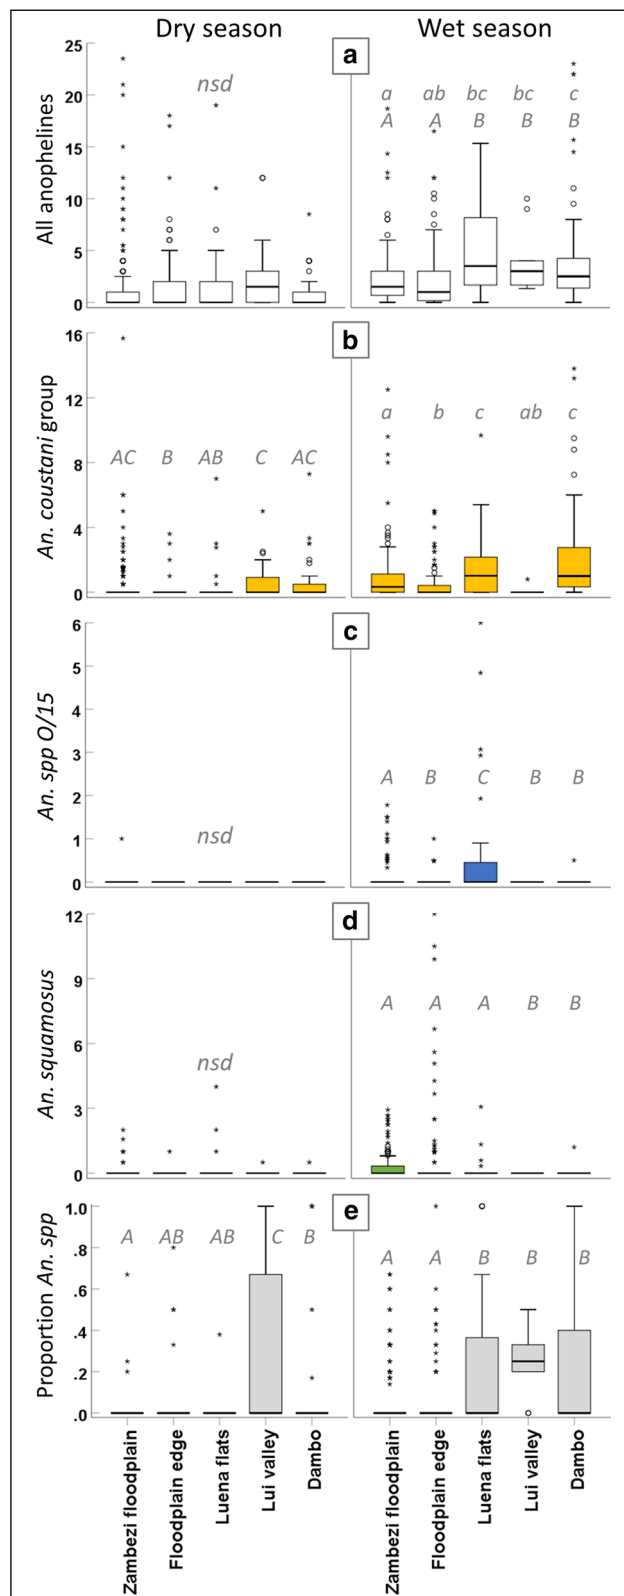 Dry season Wet season
a
All anophelines
25
20
15
10
5
0
nsd
a ab bc bc c
A A B B B
b
An. coustani group
16
12
8
4
0
AC B AB C AC
a b c ab c
c
An. spp O/15
6
5
4
3
2
1
0
nsd
A B C B B
d
An. squamosus
12
9
6
3
0
nsd
A A A B B
e
Proportion An. spp
1.0
.8
.6
.4
.2
.0
A AB AB C B
A A B B B
Zambezi floodplain
Floodplain edge
Luena flats
Lui valley
Dambo
Zambezi floodplain
Floodplain edge
Luena flats
Lui valley
Dambo